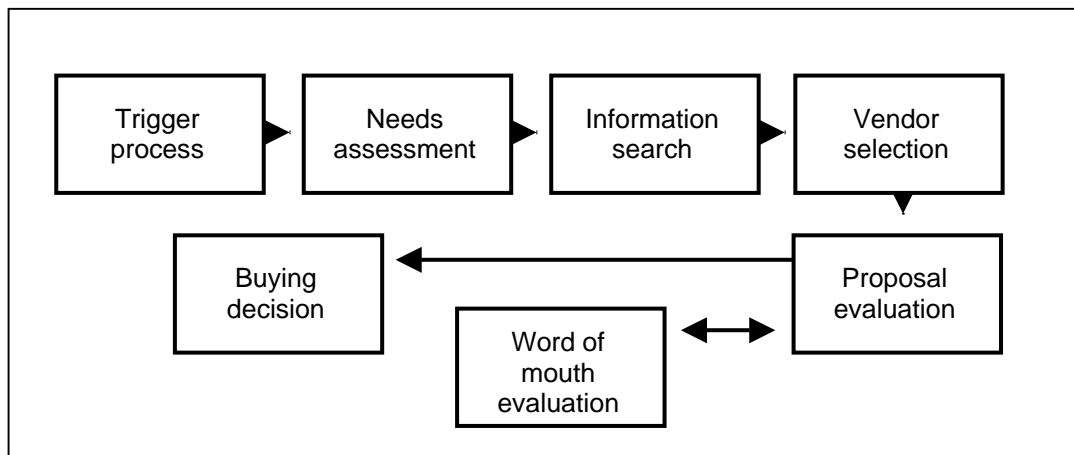 Trigger
process
Needs
assessment
Information
search
Vendor
selection
Buying
decision
Proposal
evaluation
Word of
mouth
evaluation